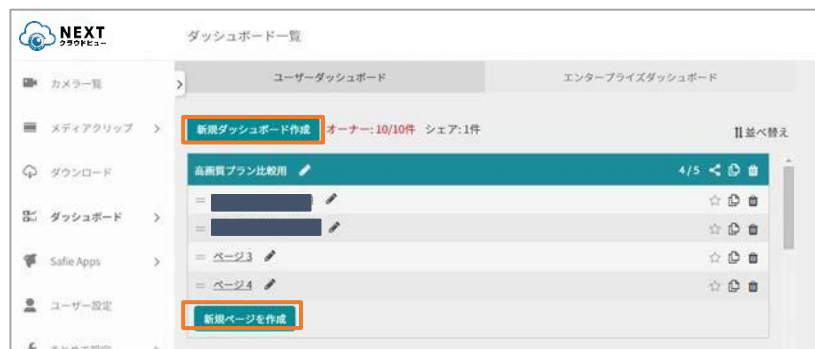 NEXT
クラウドビュー
ダッシュボード一覧
カメラ一覧
メディアクリップ
ダウンロード
ダッシュボード
Safie Apps
ユーザー設定
ユーザーダッシュボード
エンタープライズダッシュボード
新規ダッシュボード作成 オーナー: 10/10件 シェア: 1件
並べ替え
高画質プラン比較用 4/5
ページ 3
ページ 4
新規ページを作成